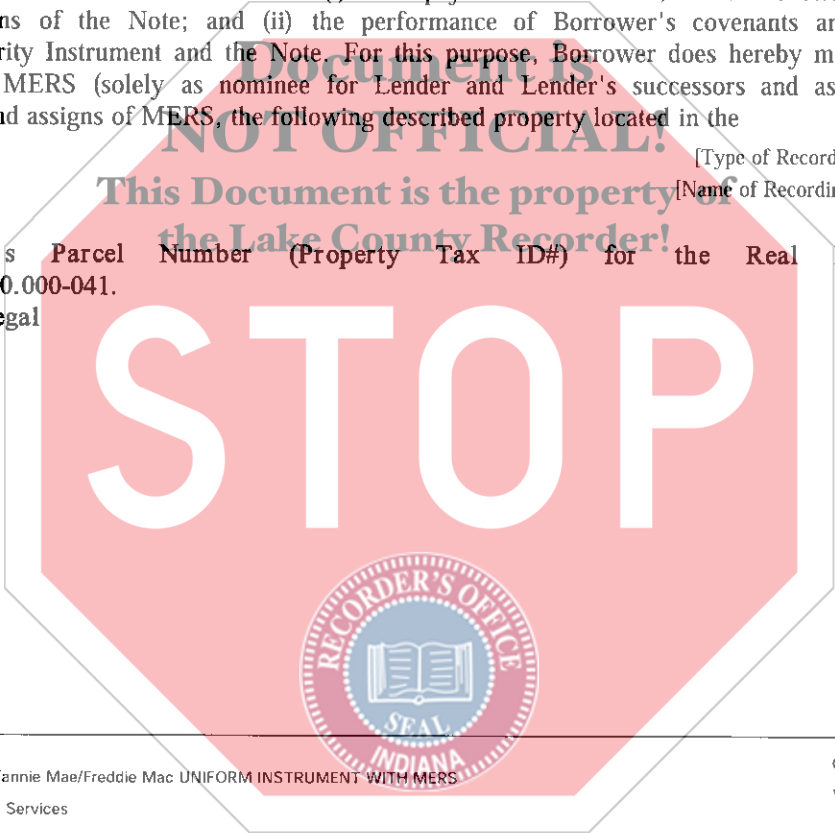 ns of the Note; and (ii) the performance of Borrower's covenants
rity Instrument and the Note. For this purpose, Borrower does hereby
MERS (solely as nominee for Lender and Lender's successors and
nd assigns of MERS, the following described property located in the
[Type of Record
[Name of Recordin
Document is
NOT OFFICIAL!
This Document is the property of
the Lake County Recorder!
s Parcel Number (Property Tax ID#) for the Real
0.000-041.
egal
STOP
RECORDER'S OFFICE
SEAL
INDIANA
annie Mae/Freddie Mac UNIFORM INSTRUMENT WITH MERS
Services